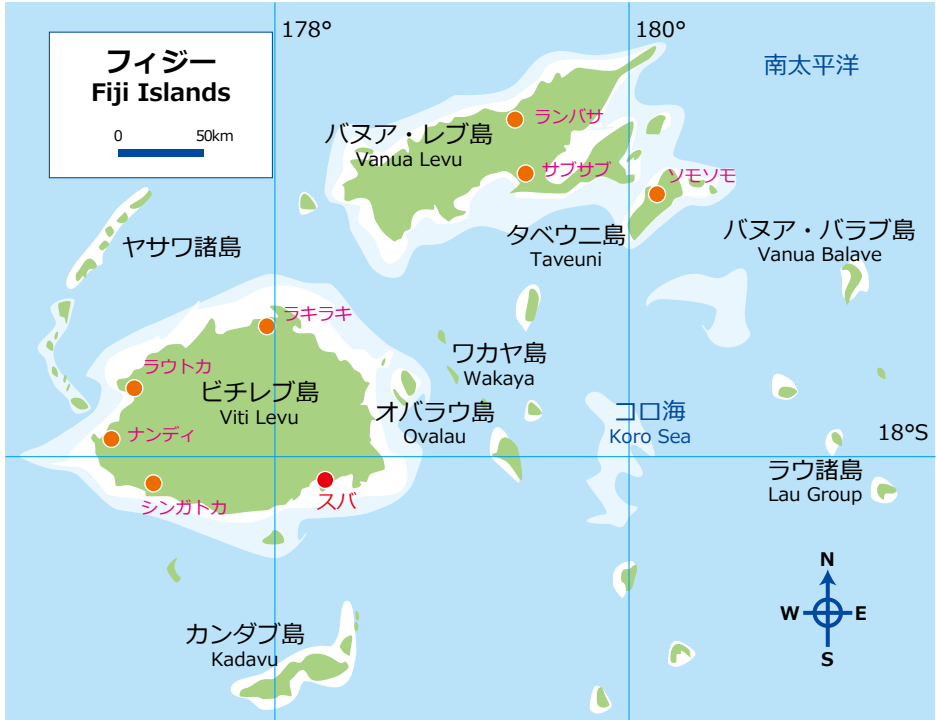 フィジー
Fiji Islands
0 50km
178°
180°
南太平洋
ランバサ
バヌア・レブ島
Vanua Levu
サブサブ
ソモソモ
タベウニ島
Taveuni
バヌア・バラブ島
Vanua Balave
ヤサワ諸島
ラキラキ
ワカヤ島
Wakaya
ラウトカ
ビチレブ島
Viti Levu
オバラウ島
Ovalau
コロ海
Koro Sea
ナンディ
18°S
ラウ諸島
Lau Group
シンガトカ
スバ
カンダブ島
Kadavu
N
W E
S